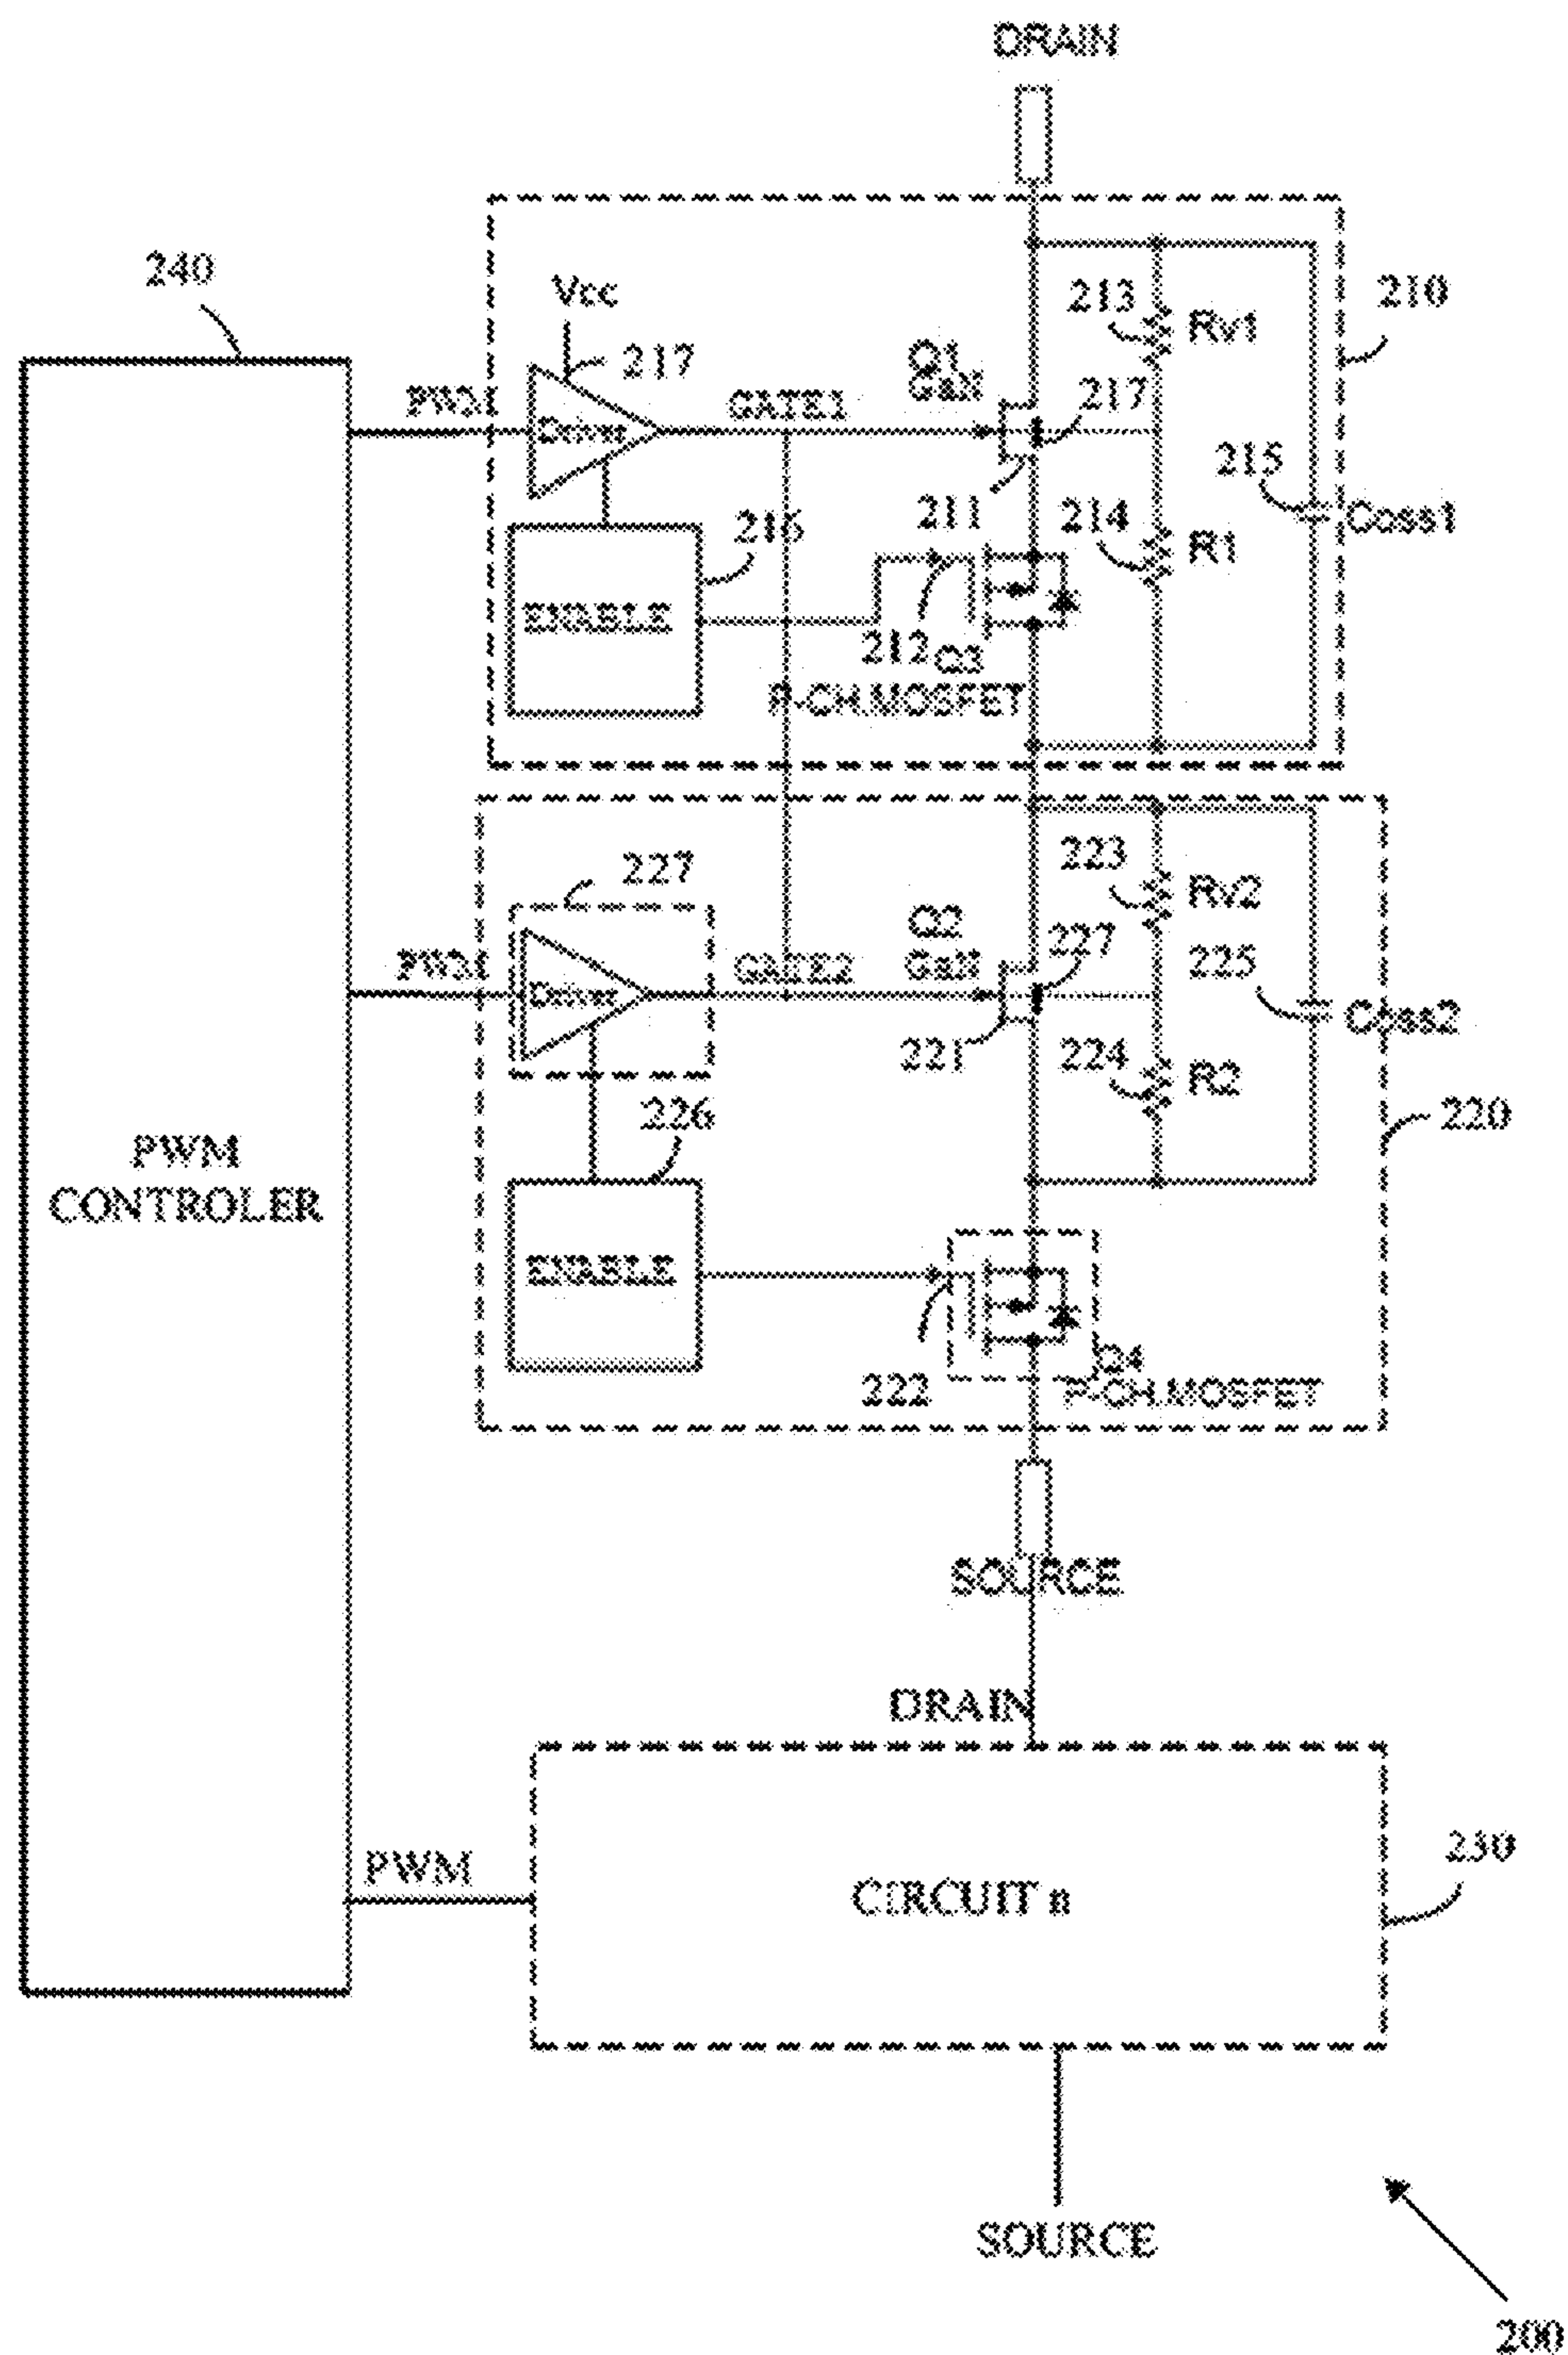 DRAIN
240
Vcc
213
Rv1
210
217
Q1
GaN
PWM
Driver
GATE1
217
215
Coss1
211
214
R1
216
ENABLE
212
Q3
P-CH.MOSFET
227
223
Rv2
Q2
GaN
227
225
PWM
Driver
GATE2
Coss2
221
224
R2
226
220
PWM
CONTROLER
ENABLE
222
Q4
P-CH.MOSFET
SOURCE
DRAIN
230
PWM
CIRCUIT n
SOURCE
200